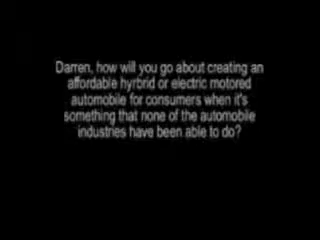 Darren, how will you go about creating an
affordable hyrbrid or electric motored
automobile for consumers when it's
something that none of the automobile
industries have been able to do?